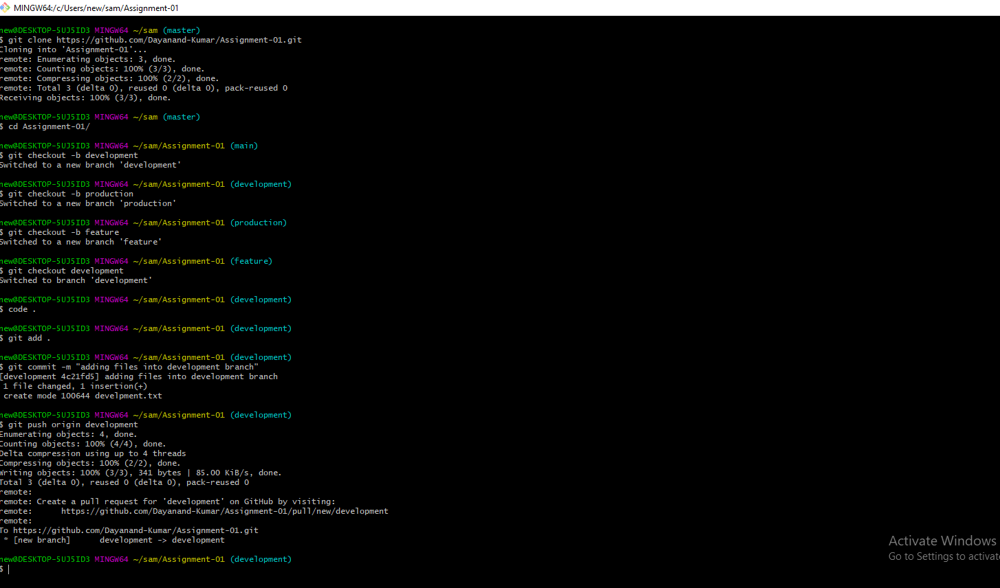 MINGW64:/c/Users/new/sam/Assignment-01
new@DESKTOP-5UJ5ID3 MINGW64 ~/sam (master)
$ git clone https://github.com/Dayanand-Kumar/Assignment-01.git
Cloning into 'Assignment-01'...
remote: Enumerating objects: 3, done.
remote: Counting objects: 100% (3/3), done.
remote: Compressing objects: 100% (2/2), done.
remote: Total 3 (delta 0), reused 0 (delta 0), pack-reused 0
Receiving objects: 100% (3/3), done.
new@DESKTOP-5UJ5ID3 MINGW64 ~/sam (master)
$ cd Assignment-01/
new@DESKTOP-5UJ5ID3 MINGW64 ~/sam/Assignment-01 (main)
$ git checkout -b development
Switched to a new branch 'development'
new@DESKTOP-5UJ5ID3 MINGW64 ~/sam/Assignment-01 (development)
$ git checkout -b production
Switched to a new branch 'production'
new@DESKTOP-5UJ5ID3 MINGW64 ~/sam/Assignment-01 (production)
$ git checkout -b feature
Switched to a new branch 'feature'
new@DESKTOP-5UJ5ID3 MINGW64 ~/sam/Assignment-01 (feature)
$ git checkout development
Switched to branch 'development'
new@DESKTOP-5UJ5ID3 MINGW64 ~/sam/Assignment-01 (development)
$ code .
new@DESKTOP-5UJ5ID3 MINGW64 ~/sam/Assignment-01 (development)
$ git add .
new@DESKTOP-5UJ5ID3 MINGW64 ~/sam/Assignment-01 (development)
$ git commit -m "adding files into development branch"
[development 4c21fd5] adding files into development branch
1 file changed, 1 insertion(+)
create mode 100644 develpment.txt
new@DESKTOP-5UJ5ID3 MINGW64 ~/sam/Assignment-01 (development)
$ git push origin development
Enumerating objects: 4, done.
Counting objects: 100% (4/4), done.
Delta compression using up to 4 threads
Compressing objects: 100% (2/2), done.
Writing objects: 100% (3/3), 341 bytes | 85.00 KiB/s, done.
Total 3 (delta 0), reused 0 (delta 0), pack-reused 0
remote:
remote: Create a pull request for 'development' on GitHub by visiting:
remote:      https://github.com/Dayanand-Kumar/Assignment-01/pull/new/development
remote:
To https://github.com/Dayanand-Kumar/Assignment-01.git
* [new branch]      development -> development
new@DESKTOP-5UJ5ID3 MINGW64 ~/sam/Assignment-01 (development)
$
Activate Windows
Go to Settings to activat